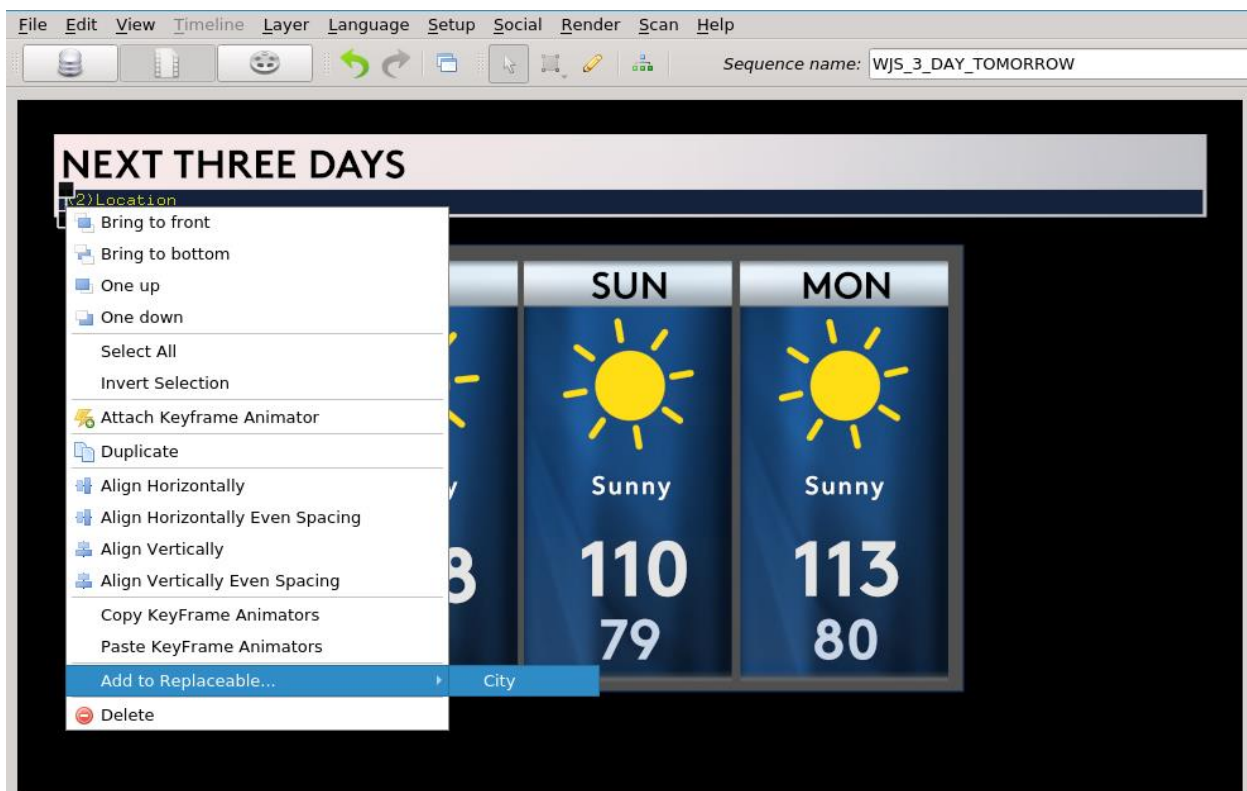 File Edit View Timeline Layer Language Setup Social Render Scan Help
Sequence name: WJS_3_DAY_TOMORROW
NEXT THREE DAYS
(2)Location
Bring to front
Bring to bottom
One up
One down
Select All
Invert Selection
Attach Keyframe Animator
Duplicate
Align Horizontally
Align Horizontally Even Spacing
Align Vertically
Align Vertically Even Spacing
Copy KeyFrame Animators
Paste KeyFrame Animators
Add to Replaceable...
City
Delete
SUN MON
y Sunny Sunny
8 110 113
79 80